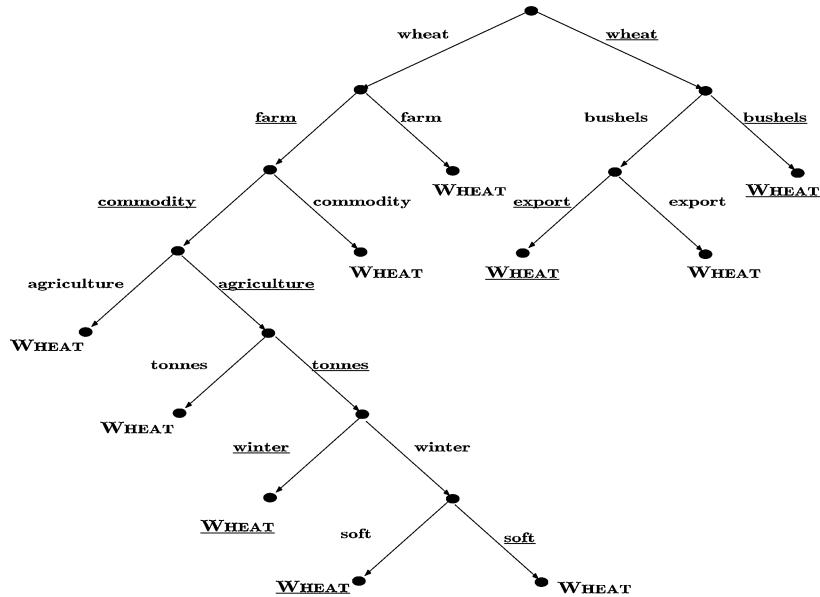 wheat wheat
farm farm bushels bushels
WHEAT WHEAT
commodity commodity export export
WHEAT WHEAT WHEAT
agriculture agriculture
WHEAT
tonnes tonnes
WHEAT
winter winter
WHEAT
soft soft
WHEAT WHEAT